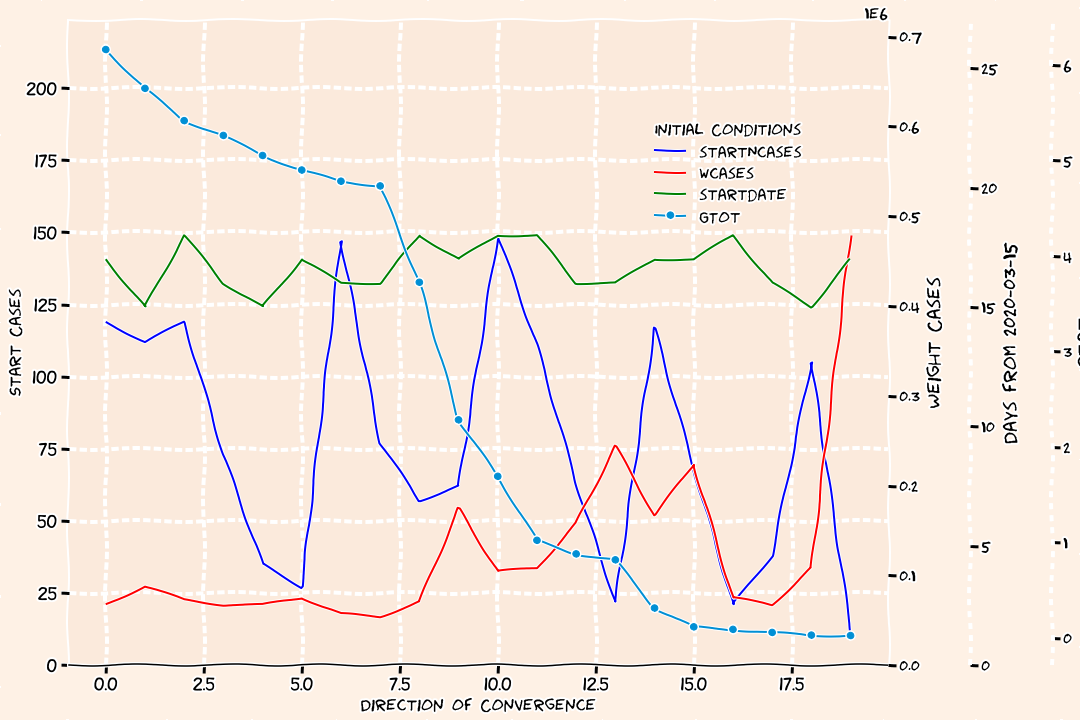 1E6
0.7
0.6
0.5
0.4
0.3
0.2
0.1
0.0
200
175
150
125
100
75
50
25
0
START CASES
INITIAL CONDITIONS
STARTNCASES
WCASES
STARTDATE
GTOT
WEIGHT CASES
25
20
15
10
5
0
DAYS FROM 2020-03-15
6
5
4
3
2
1
0
0.0 2.5 5.0 7.5 10.0 12.5 15.0 17.5
DIRECTION OF CONVERGENCE